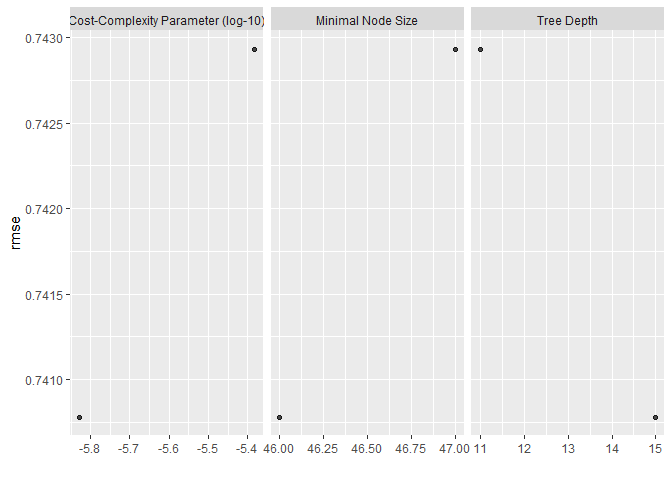 Cost-Complexity Parameter (log-10) Minimal Node Size Tree Depth
0.7430
0.7425
0.7420
0.7415
0.7410
rmse
-5.8 -5.7 -5.6 -5.5 -5.4 46.00 46.25 46.50 46.75 47.00 11 12 13 14 15